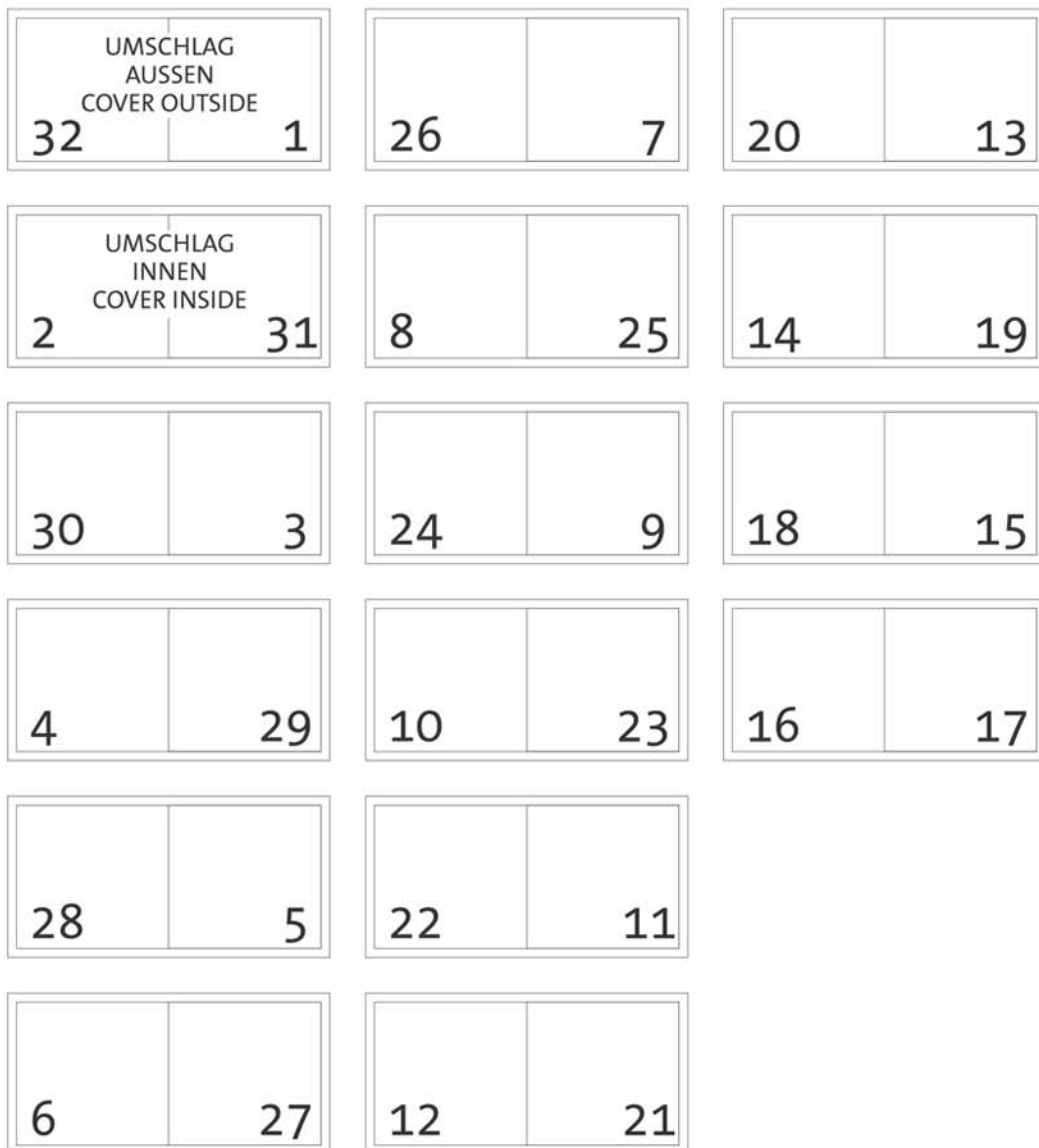 UMSCHLAG
AUSSEN
COVER OUTSIDE
32 1
UMSCHLAG
INNEN
COVER INSIDE
2 31
30 3
4 29
28 5
6 27
26 7
8 25
24 9
10 23
22 11
12 21
20 13
14 19
18 15
16 17